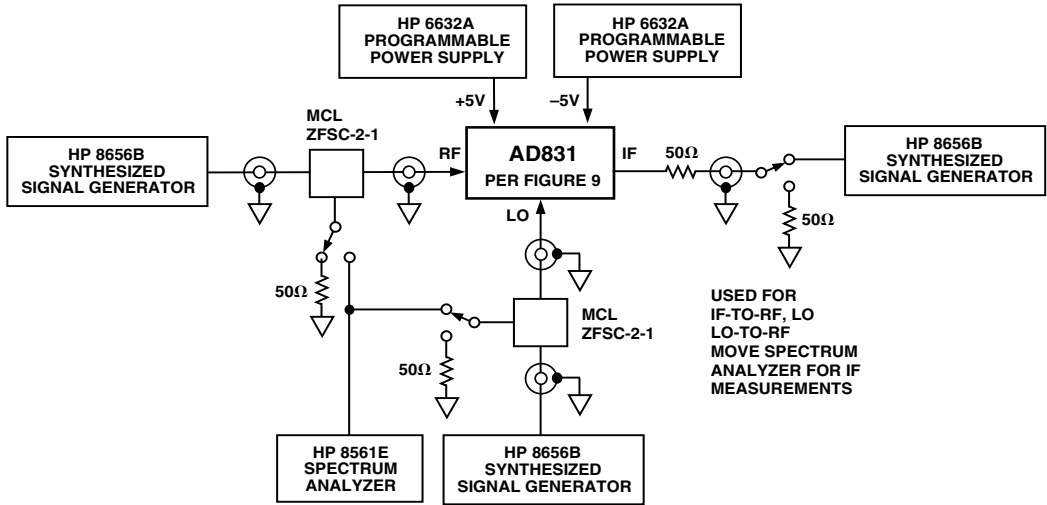 HP 6632A
PROGRAMMABLE
POWER SUPPLY
HP 6632A
PROGRAMMABLE
POWER SUPPLY
+5V
–5V
MCL
ZFSC-2-1
HP 8656B
SYNTHESIZED
SIGNAL GENERATOR
RF
AD831
PER FIGURE 9
IF
LO
50Ω
HP 8656B
SYNTHESIZED
SIGNAL GENERATOR
50Ω
50Ω
MCL
ZFSC-2-1
50Ω
USED FOR
IF-TO-RF, LO
LO-TO-RF
MOVE SPECTRUM
ANALYZER FOR IF
MEASUREMENTS
HP 8561E
SPECTRUM
ANALYZER
HP 8656B
SYNTHESIZED
SIGNAL GENERATOR